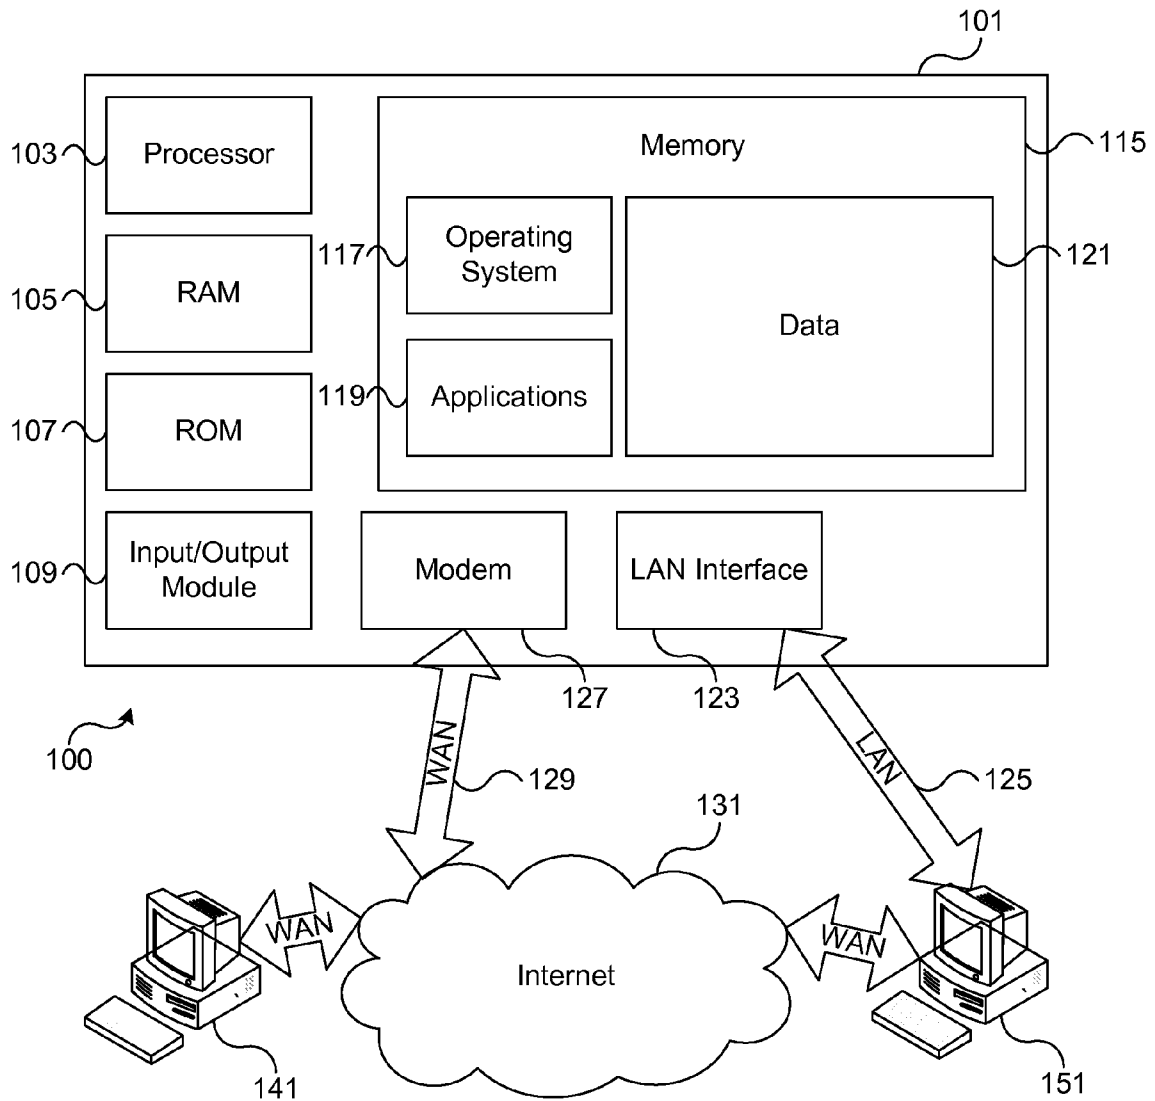 101
103
Processor
Memory
115
117
Operating
System
121
105
RAM
Data
119
Applications
107
ROM
109
Input/Output
Module
Modem
LAN Interface
127
123
100
WAN
129
LAN
125
131
WAN
WAN
Internet
141
151